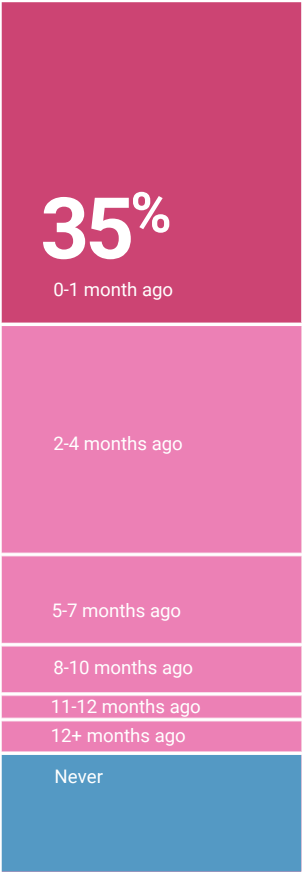 35%
0-1 month ago
2-4 months ago
5-7 months ago
8-10 months ago
11-12 months ago
12+ months ago
Never